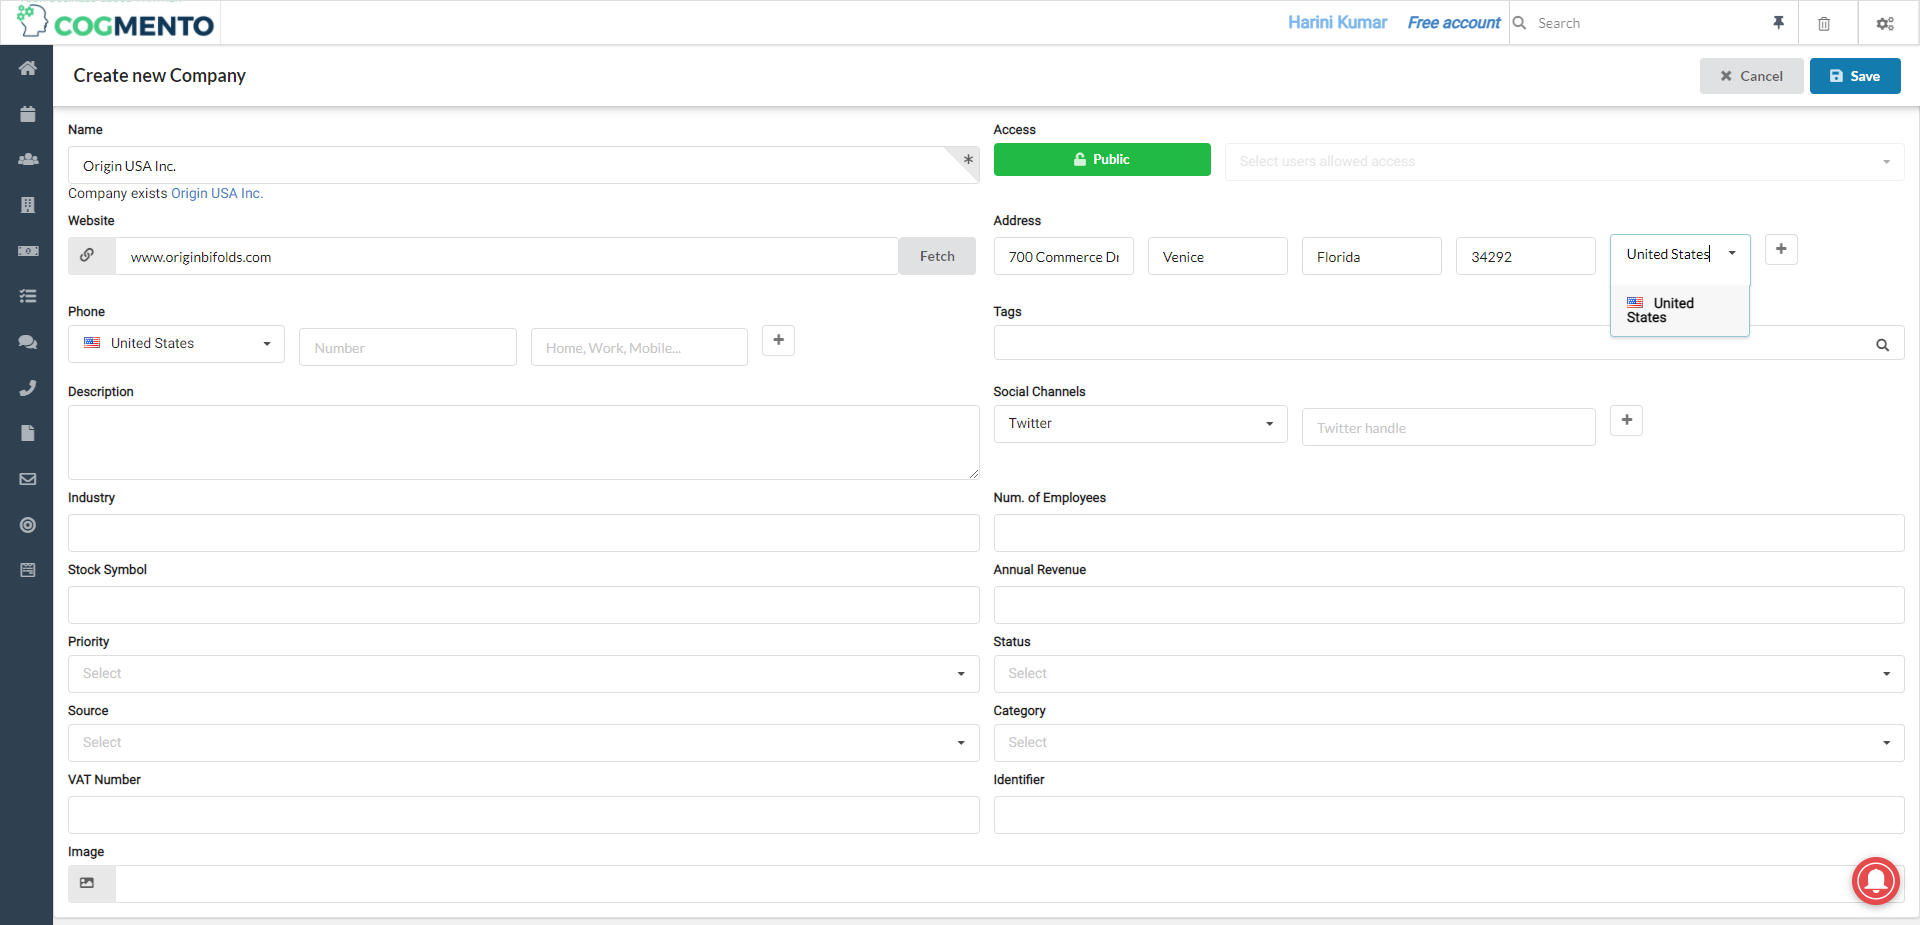 COGMENTO
Harini Kumar
Free account
Search
Create new Company
Cancel
Save
Name
Origin USA Inc.
*
Company exists Origin USA Inc.
Access
Public
Select users allowed access
Website
www.originbifolds.com
Fetch
Address
700 Commerce Dr
Venice
Florida
34292
United States
United
States
Phone
United States
Number
Home, Work, Mobile...
Tags
Description
Social Channels
Twitter
Twitter handle
Industry
Num. of Employees
Stock Symbol
Annual Revenue
Priority
Select
Status
Select
Source
Select
Category
Select
VAT Number
Identifier
Image